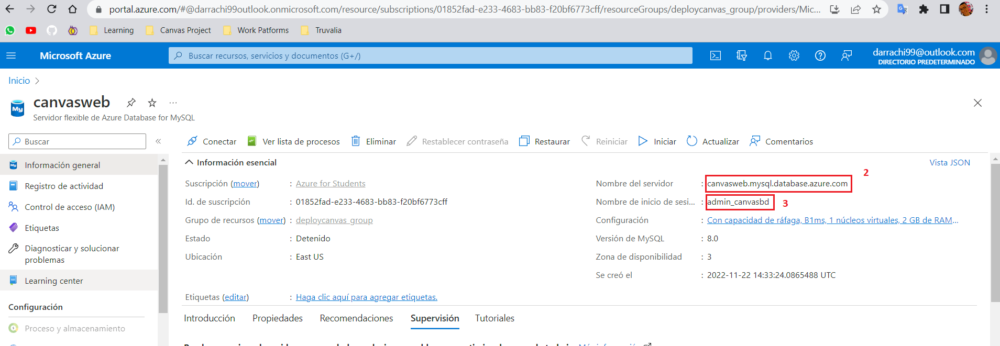 portal.azure.com/#@darrachi99outlook.onmicrosoft.com/resource/subscriptions/01852fad-e233-4683-bb83-f20bf6773cff/resourceGroups/deploycanvas_group/providers/Mic...
Learning Canvas Project Work Patforms Truvalia
Microsoft Azure
Buscar recursos, servicios y documentos (G+/)
darrachi99@outlook.com
DIRECTORIO PREDETERMINADO
Inicio
My
canvasweb
Servidor flexible de Azure Database for MySQL
Buscar
Conectar Ver lista de procesos Eliminar Restablecer contraseña Restaurar Reiniciar Iniciar Actualizar Comentarios
Información general
Registro de actividad
Control de acceso (IAM)
Etiquetas
Diagnosticar y solucionar
problemas
Learning center
Configuración
Proceso y almacenamiento
Información esencial
Vista JSON
Suscripción (mover) : Azure for Students
Id. de suscripción : 01852fad-e233-4683-bb83-f20bf6773cff
Grupo de recursos (mover) : deploycanvas_group
Estado : Detenido
Ubicación : East US
Nombre del servidor : canvasweb.mysql.database.azure.com
2
Nombre de inicio de sesi... : admin_canvasbd
3
Configuración : Con capacidad de ráfaga, B1ms, 1 núcleos virtuales, 2 GB de RAM...
Versión de MySQL : 8.0
Zona de disponibilidad : 3
Se creó el : 2022-11-22 14:33:24.0865488 UTC
Etiquetas (editar) : Haga clic aquí para agregar etiquetas.
Introducción Propiedades Recomendaciones Supervisión Tutoriales